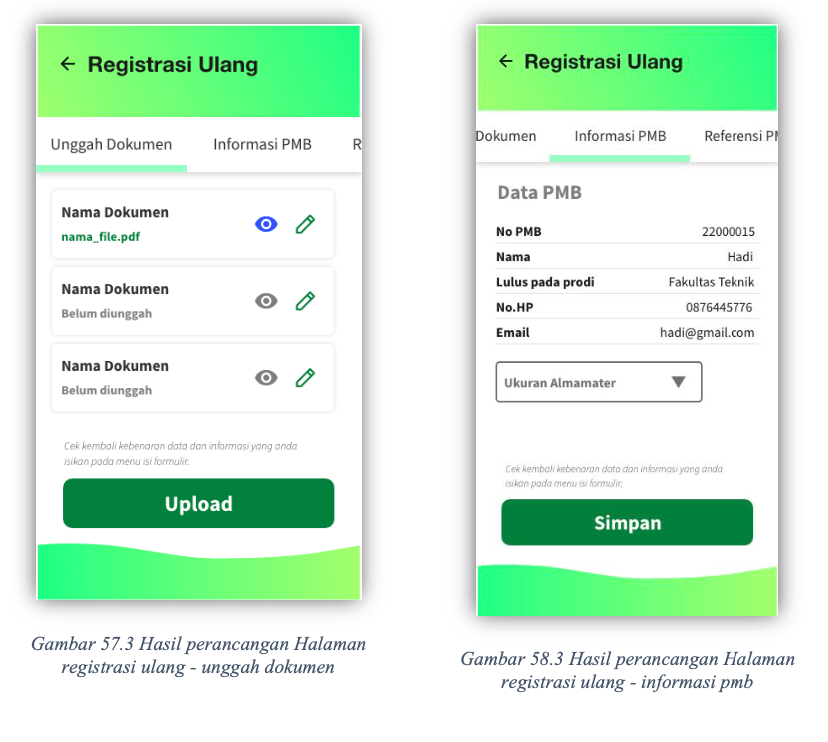 Registrasi Ulang
Unggah Dokumen Informasi PMB R
Nama Dokumen
nama_file.pdf
Nama Dokumen
Belum diunggah
Nama Dokumen
Belum diunggah
Cek kembali kebenaran data dan informasi yang anda
isikan pada menu isi formulir.
Upload
Gambar 57.3 Hasil perancangan Halaman
registrasi ulang - unggah dokumen
Registrasi Ulang
Dokumen Informasi PMB Referensi PM
Data PMB
No PMB 22000015
Nama Hadi
Lulus pada prodi Fakultas Teknik
No.HP 0876445776
Email hadi@gmail.com
Ukuran Almamater
Cek kembali kebenaran data dan informasi yang anda
isikan pada menu isi formulir.
Simpan
Gambar 58.3 Hasil perancangan Halaman
registrasi ulang - informasi pmb